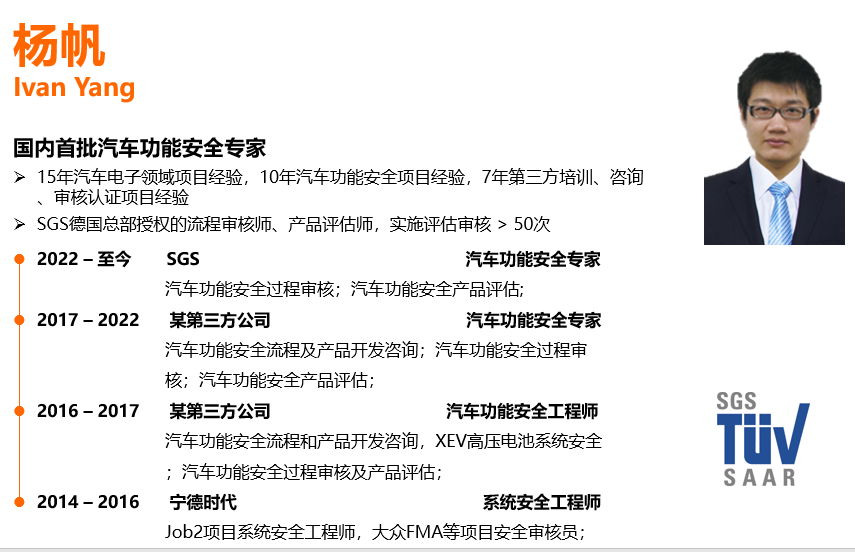 杨帆
Ivan Yang
国内首批汽车功能安全专家
➢ 15年汽车电子领域项目经验，10年汽车功能安全项目经验，7年第三方培训、咨询
、审核认证项目经验
➢ SGS德国总部授权的流程审核师、产品评估师，实施评估审核 > 50次
2022 – 至今 SGS 汽车功能安全专家
汽车功能安全过程审核；汽车功能安全产品评估;
2017 – 2022 某第三方公司 汽车功能安全专家
汽车功能安全流程及产品开发咨询；汽车功能安全过程审
核；汽车功能安全产品评估；
2016 – 2017 某第三方公司 汽车功能安全工程师
汽车功能安全流程和产品开发咨询，XEV高压电池系统安全
；汽车功能安全过程审核及产品评估；
2014 – 2016 宁德时代 系统安全工程师
Job2项目系统安全工程师，大众FMA等项目安全审核员；
SGS
TÜV
SAAR